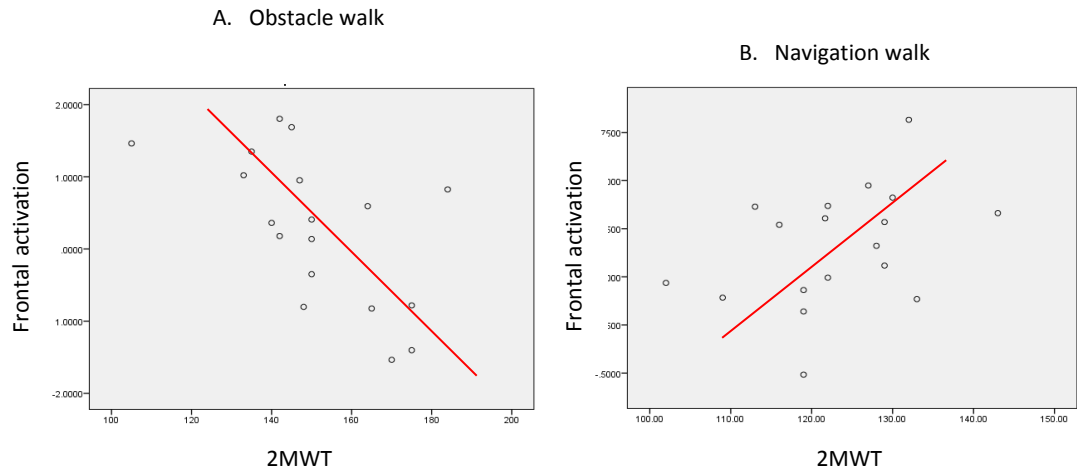 A. Obstacle walk
Frontal activation
2.0000
1.0000
.0000
1.0000
-2.0000
100 120 140 160 180 200
2MWT
B. Navigation walk
Frontal activation
7500
.5000
100.00 110.00 120.00 130.00 140.00 150.00
2MWT